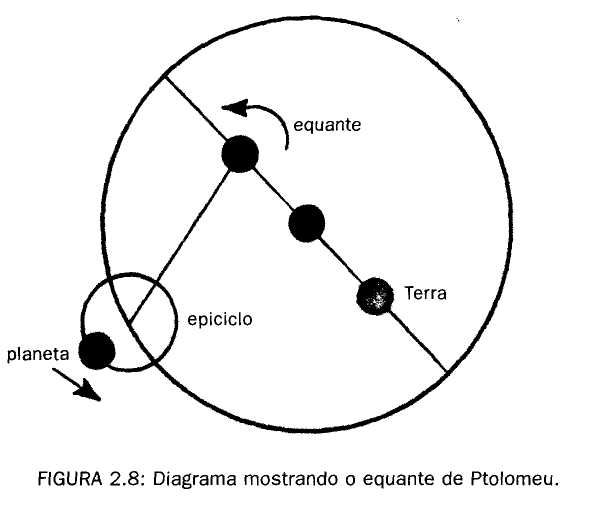 equante
Terra
epiciclo
planeta
FIGURA 2.8: Diagrama mostrando o equante de Ptolomeu.